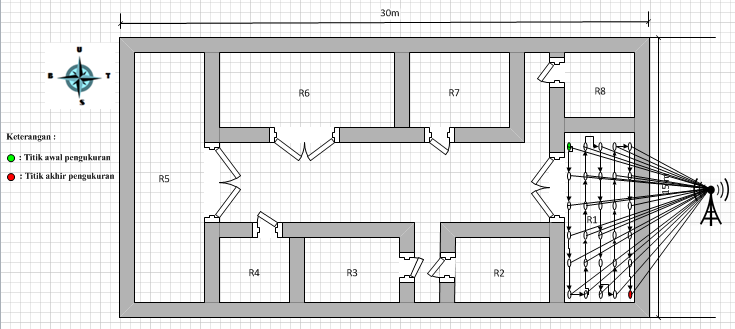 30m
U
B T
S
Keterangan :
: Titik awal pengukuran
: Titik akhir pengukuran
R6
R7
R8
R5
15m
R1
R4
R3
R2